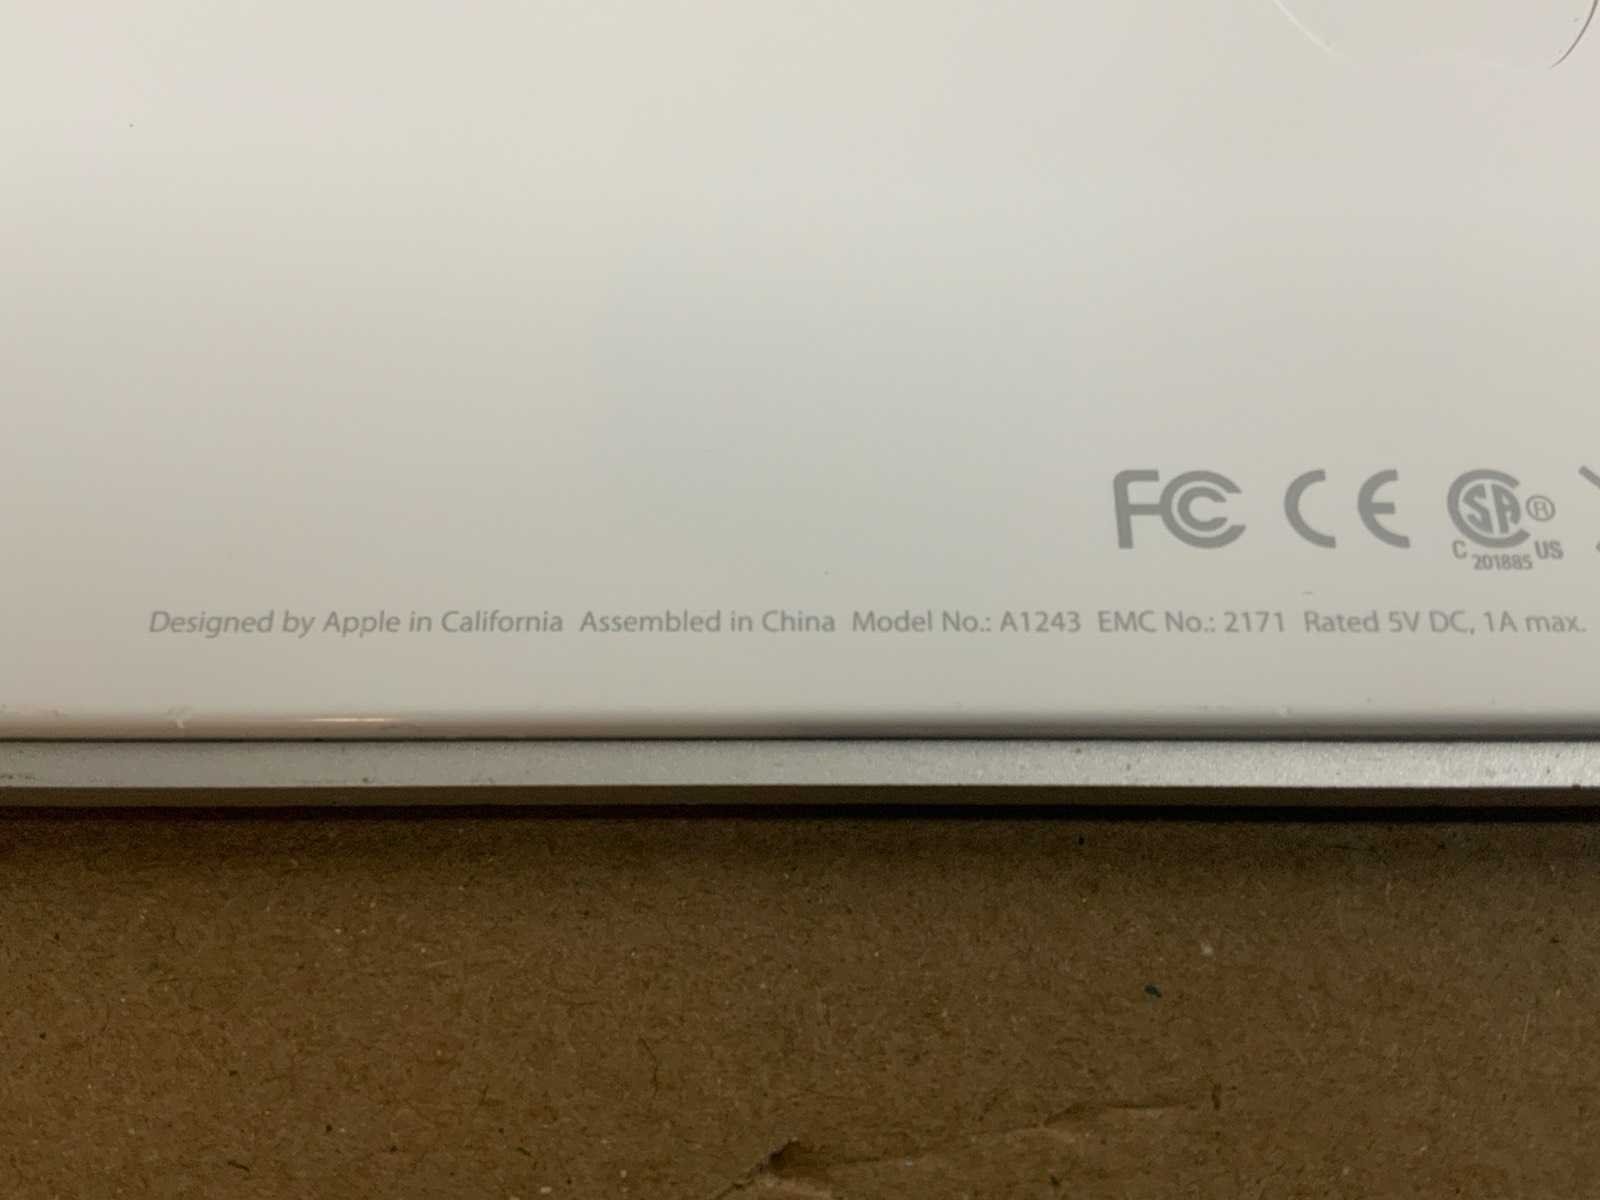 FC CE SA®
C 201885 US
Designed by Apple in California Assembled in China Model No.: A1243 EMC No.: 2171 Rated 5V DC, 1A max.